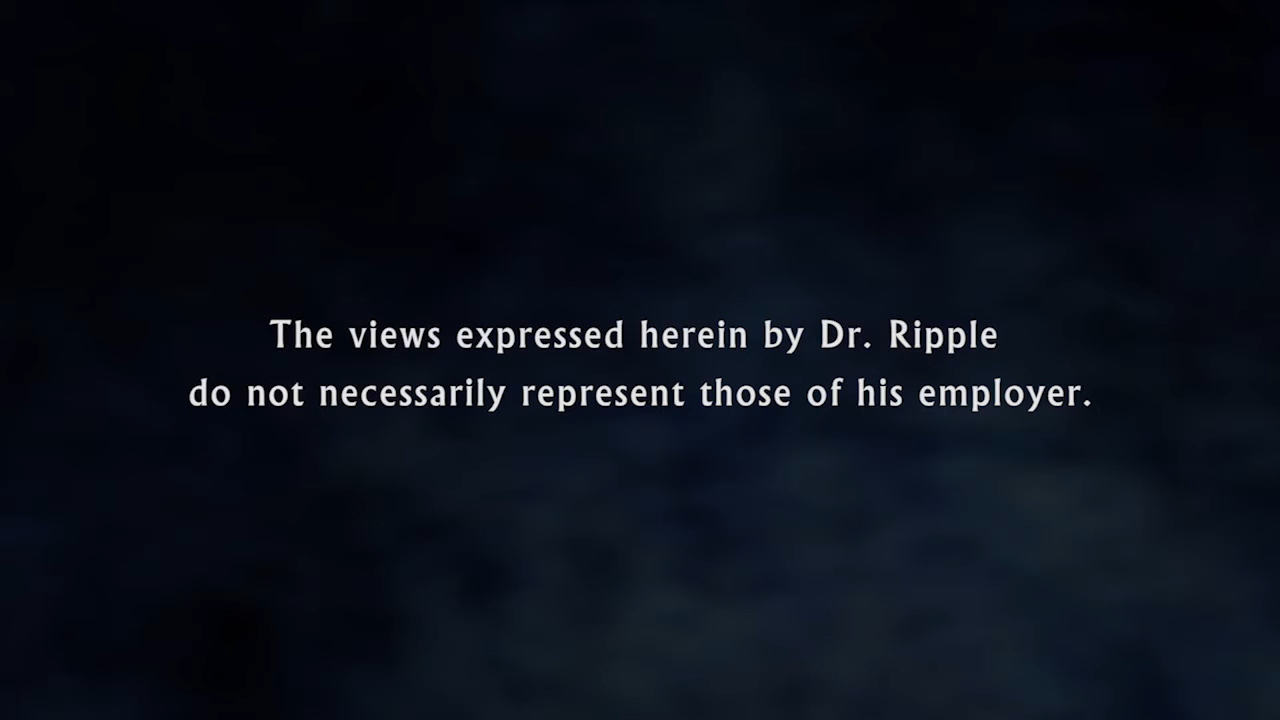 The views expressed herein by Dr. Ripple
do not necessarily represent those of his employer.